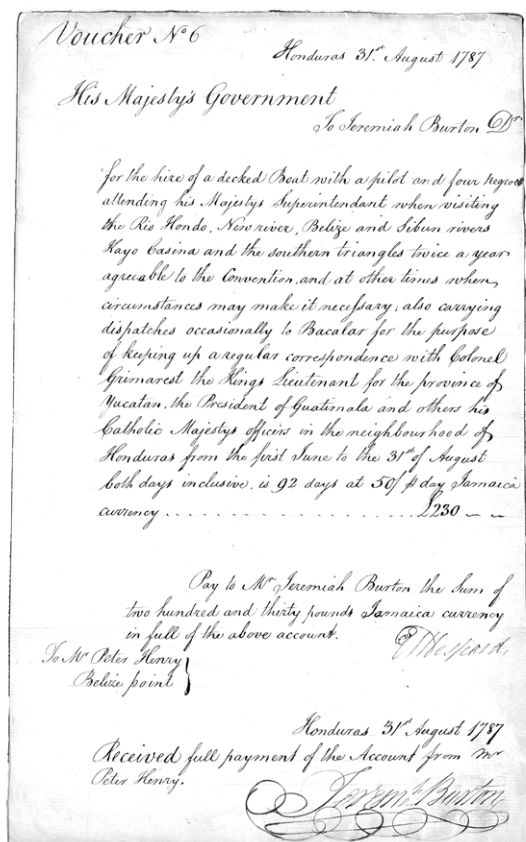 Voucher No 6
Honduras 31st. August 1787
His Majesty's Government
To Jeremiah Burton Dr
for the hire of a decked Boat with a pilot and four Negroes
attending his Majestys Superintendant when visiting
the Rio Hondo, New river, Belize and Sibun rivers
Kayo Casina and the southern triangles twice a year
agreeable to the Convention, and at other times when
circumstances may make it necessary; also carrying
dispatches occasionally to Bacalar for the purpose
of keeping up a regular correspondence with Colonel
Grimarest the Kings Lieutenant for the province of
Yucatan, the President of Guatimala and others his
Catholic Majestys officirs in the neighbourhood of
Honduras from the first June to the 31st of August
both days inclusive, is 92 days at 50/ ⅌ day Jamaica
currency . . . . . . . . . . . . . . . . . . . £230 ~ ~
Pay to Mr Jeremiah Burton the Sum of
two hundred and thirty pounds Jamaica currency
in full of the above account.
EMDespard.
To Mr Peter Henry
Belize point
Honduras 31st August 1787
Received full payment of the Account from Mr
Peter Henry.
Jerem.h Burton